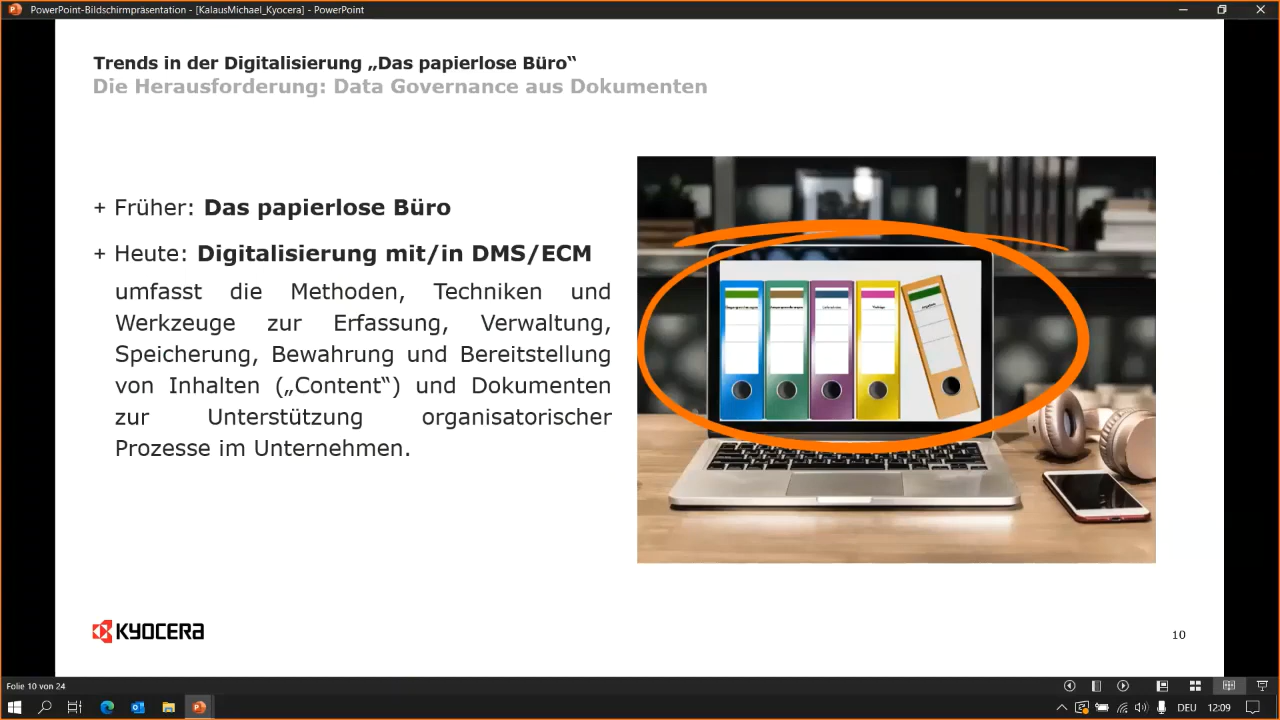 PowerPoint-Bildschirmpräsentation - [KalausMichael_Kyocera] - PowerPoint
Trends in der Digitalisierung „Das papierlose Büro“
Die Herausforderung: Data Governance aus Dokumenten
+ Früher: Das papierlose Büro
+ Heute: Digitalisierung mit/in DMS/ECM
umfasst die Methoden, Techniken und
Werkzeuge zur Erfassung, Verwaltung,
Speicherung, Bewahrung und Bereitstellung
von Inhalten („Content“) und Dokumenten
zur Unterstützung organisatorischer
Prozesse im Unternehmen.
KYOCERA
10
Folie 10 von 24
DEU
12:09